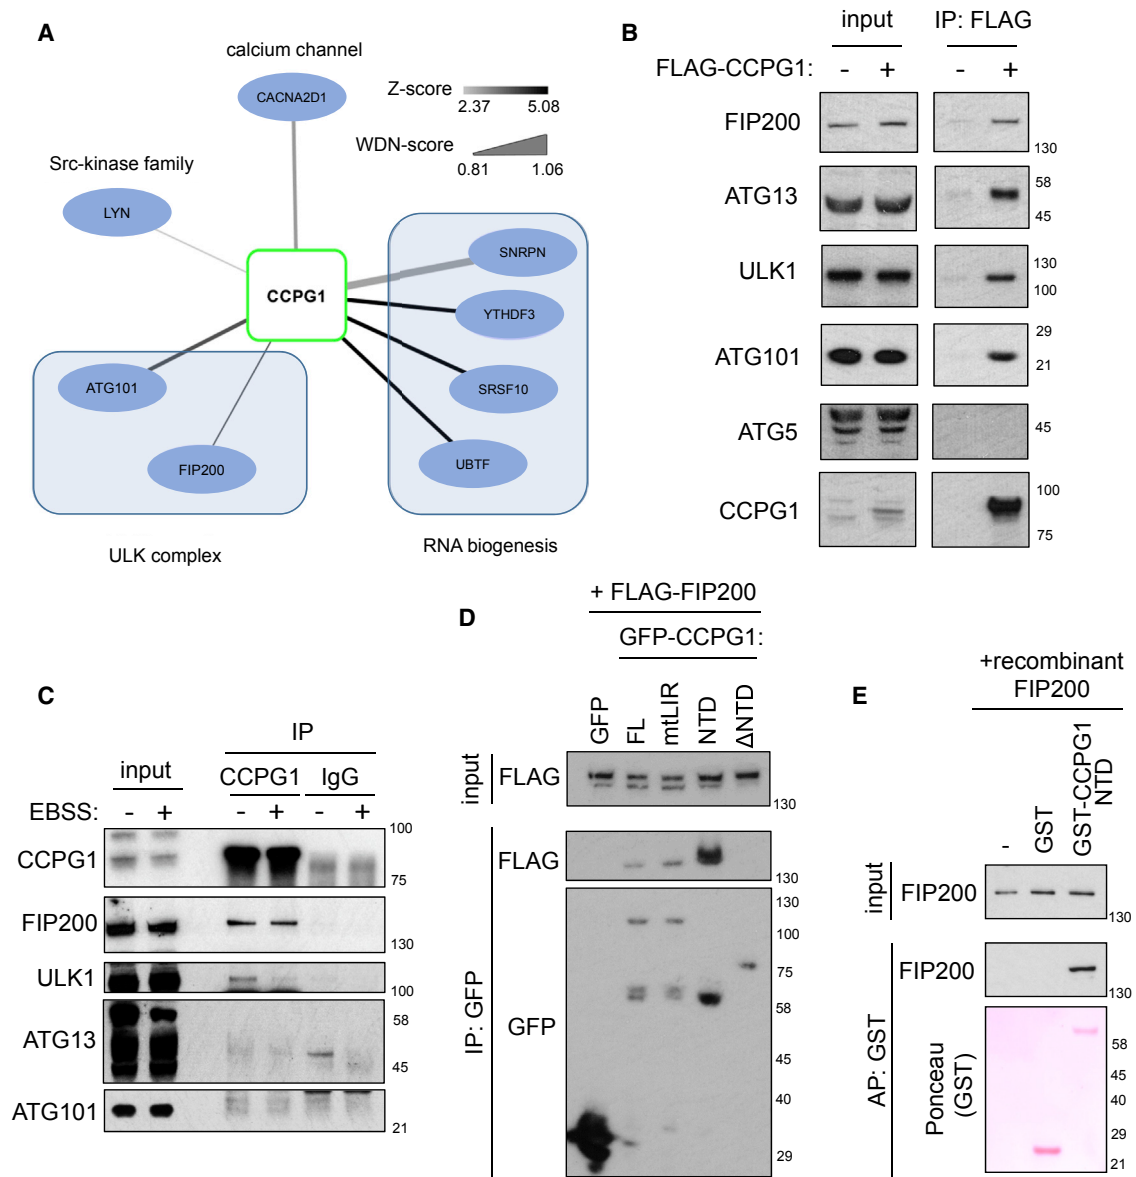 A
calcium channel
CACNA2D1
Z-score
2.37 5.08
WDN-score
0.81 1.06
Src-kinase family
LYN
CCPG1
SNRPN
YTHDF3
SRSF10
UBTF
ATG101
FIP200
ULK complex
RNA biogenesis
B
input IP: FLAG
FLAG-CCPG1: - + - +
FIP200
130
ATG13
58
45
ULK1
130
100
ATG101
29
21
ATG5
45
CCPG1
100
75
C
IP
input CCPG1 IgG
EBSS: - + - + - +
CCPG1
100
75
FIP200
130
ULK1
100
ATG13
58
45
ATG101
21
D
+ FLAG-FIP200
GFP-CCPG1:
GFP FL mtLIR NTD ΔNTD
input FLAG
130
IP: GFP
FLAG
130
GFP
130
100
75
58
45
40
29
E
+recombinant
FIP200
- GST GST-CCPG1 NTD
input FIP200
130
AP: GST
FIP200
130
Ponceau
(GST)
58
45
40
29
21